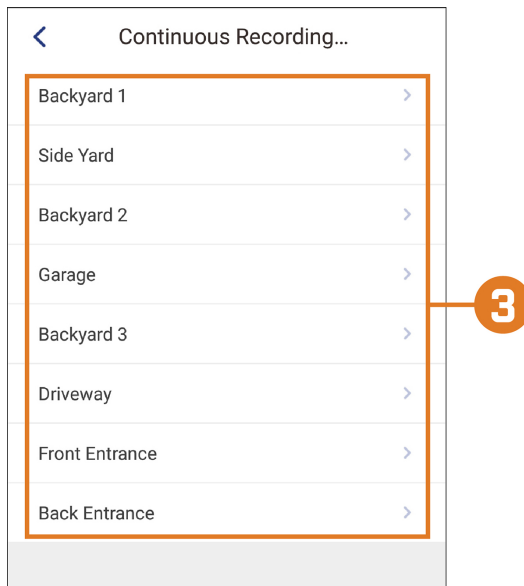 Continuous Recording...
Backyard 1
Side Yard
Backyard 2
Garage
3
Backyard 3
Driveway
Front Entrance
Back Entrance